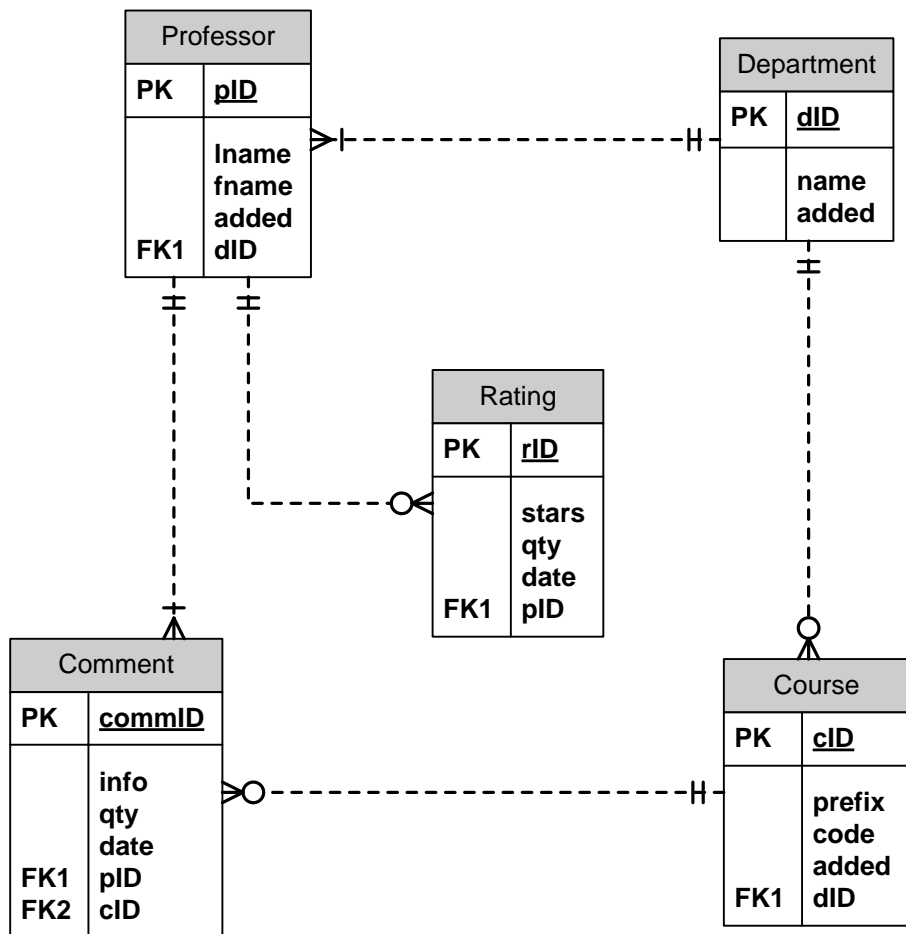 Professor
PK pID
lname
fname
added
FK1 dID
Department
PK dID
name
added
Rating
PK rID
stars
qty
date
FK1 pID
Comment
PK commID
info
qty
date
FK1 pID
FK2 cID
Course
PK cID
prefix
code
added
FK1 dID